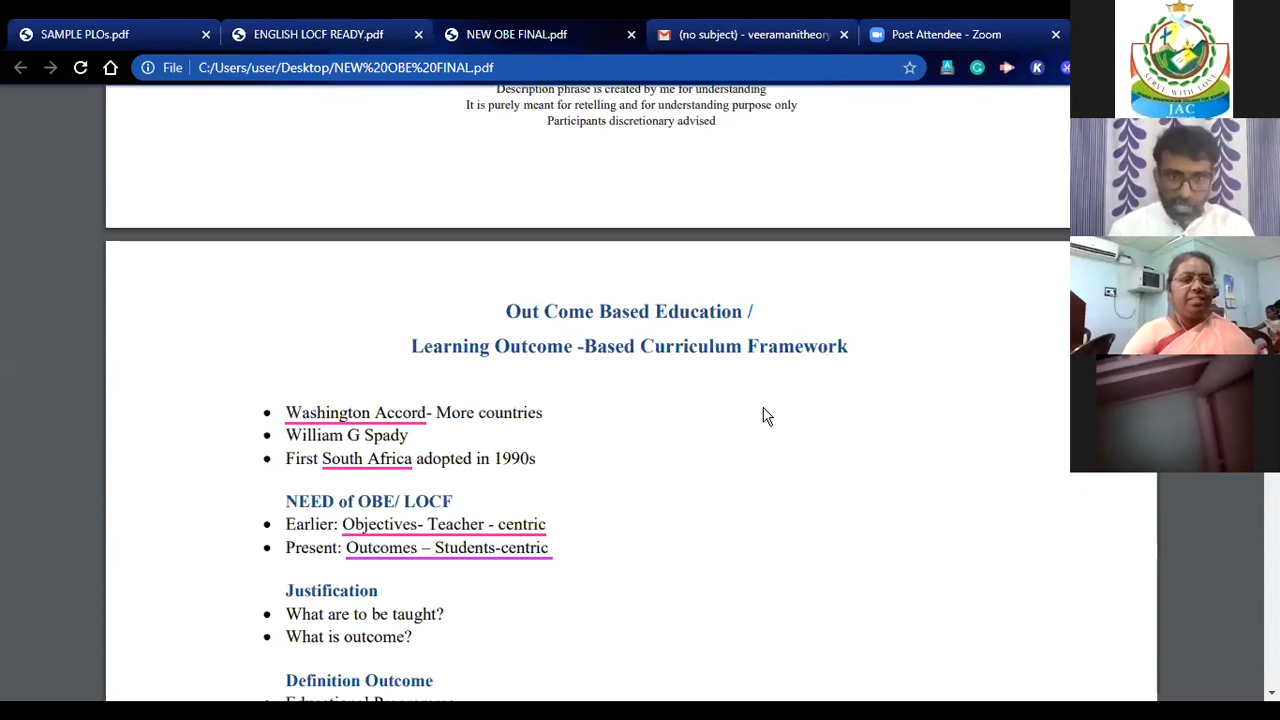 SAMPLE PLOs.pdf
ENGLISH LOCF READY.pdf
NEW OBE FINAL.pdf
(no subject) - veeramanitheory
Post Attendee - Zoom
File
C:/Users/user/Desktop/NEW%20OBE%20FINAL.pdf
Description phrase is created by me for understanding
It is purely meant for retelling and for understanding purpose only
Participants discretionary advised
Out Come Based Education /
Learning Outcome -Based Curriculum Framework
• Washington Accord- More countries
• William G Spady
• First South Africa adopted in 1990s
NEED of OBE/ LOCF
• Earlier: Objectives- Teacher - centric
• Present: Outcomes – Students-centric
Justification
• What are to be taught?
• What is outcome?
Definition Outcome
SERVE WITH LOVE
JAC